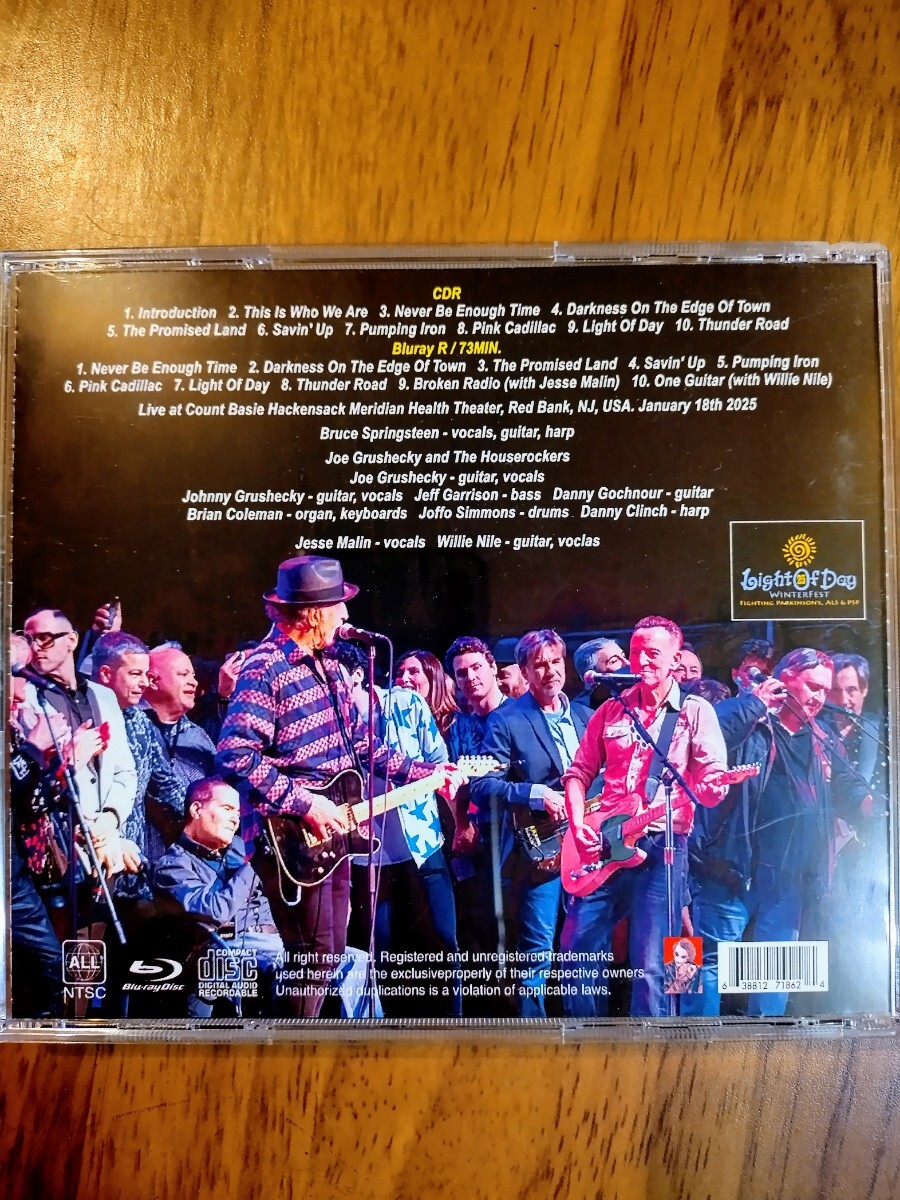 CDR
1. Introduction 2. This Is Who We Are 3. Never Be Enough Time 4. Darkness On The Edge Of Town
5. The Promised Land 6. Savin' Up 7. Pumping Iron 8. Pink Cadillac 9. Light Of Day 10. Thunder Road
Bluray R / 73MIN.
1. Never Be Enough Time 2. Darkness On The Edge Of Town 3. The Promised Land 4. Savin' Up 5. Pumping Iron
6. Pink Cadillac 7. Light Of Day 8. Thunder Road 9. Broken Radio (with Jesse Malin) 10. One Guitar (with Willie Nile)
Live at Count Basie Hackensack Meridian Health Theater, Red Bank, NJ, USA. January 18th 2025
Bruce Springsteen - vocals, guitar, harp
Joe Grushecky and The Houserockers
Joe Grushecky - guitar, vocals
Johnny Grushecky - guitar, vocals Jeff Garrison - bass Danny Gochnour - guitar
Brian Coleman - organ, keyboards Joffo Simmons - drums Danny Clinch - harp
Jesse Malin - vocals Willie Nile - guitar, voclas
Light Of Day
25
WINTERFEST
FIGHTING PARKINSON'S, ALS & PSP
ALL
NTSC
Blu-ray Disc
COMPACT
disc
DIGITAL AUDIO
RECORDABLE
All right reserved. Registered and unregistered trademarks
used herein are the exclusiveproperly of their respective owners
Unauthorized duplications is a violation of applicable laws.
6 38812 71862 4